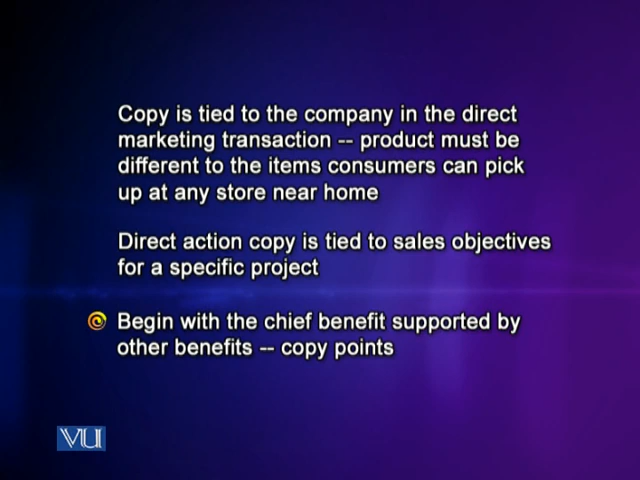 Copy is tied to the company in the direct
marketing transaction -- product must be
different to the items consumers can pick
up at any store near home
Direct action copy is tied to sales objectives
for a specific project
Begin with the chief benefit supported by
other benefits -- copy points
VU